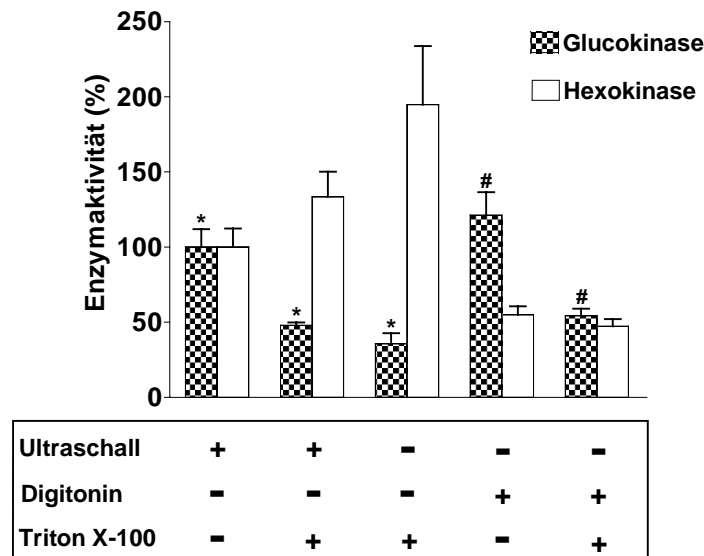 Enzymaktivität (%)
250
200
150
100
50
0
Glucokinase
Hexokinase
*
*
*
#
#
Ultraschall + + - - -
Digitonin - - - + +
Triton X-100 - + + - +